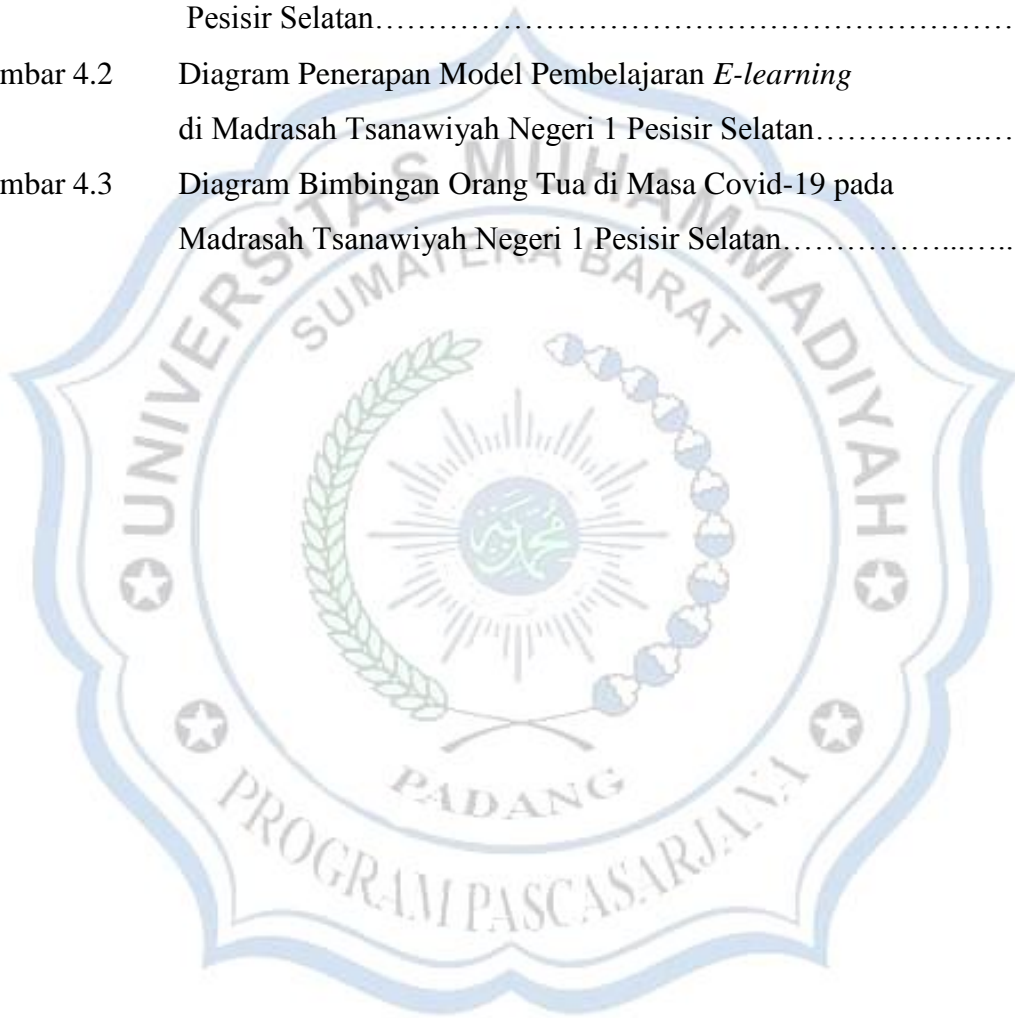 Pesisir Selatan……………………………………………………………
mbar 4.2 Diagram Penerapan Model Pembelajaran E-learning
di Madrasah Tsanawiyah Negeri 1 Pesisir Selatan…………….…
mbar 4.3 Diagram Bimbingan Orang Tua di Masa Covid-19 pada
Madrasah Tsanawiyah Negeri 1 Pesisir Selatan……………...…..
UNIVERSITAS MUHAMMADIYAH
SUMATERA BARAT
محمدية
PADANG
PROGRAM PASCASARJANA